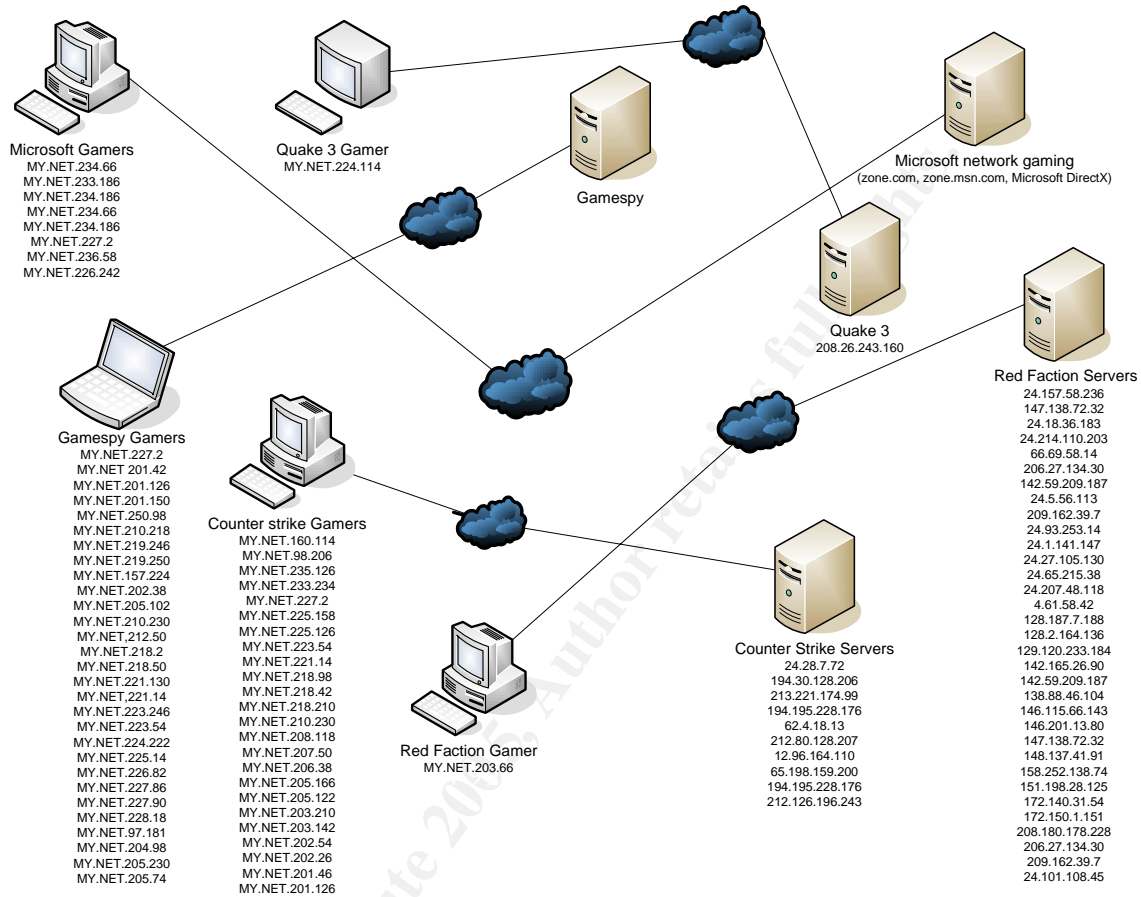 Microsoft Gamers
MY.NET.234.66
MY.NET.233.186
MY.NET.234.186
MY.NET.234.66
MY.NET.234.186
MY.NET.227.2
MY.NET.236.58
MY.NET.226.242
Quake 3 Gamer
MY.NET.224.114
Gamespy
Microsoft network gaming
(zone.com, zone.msn.com, Microsoft DirectX)
Quake 3
208.26.243.160
Gamespy Gamers
MY.NET.227.2
MY.NET 201.42
MY.NET.201.126
MY.NET.201.150
MY.NET.250.98
MY.NET.210.218
MY.NET.219.246
MY.NET.219.250
MY.NET.157.224
MY.NET.202.38
MY.NET.205.102
MY.NET.210.230
MY,NET.212.50
MY.NET.218.2
MY.NET.218.50
MY.NET.221.130
MY,NET.221.14
MY.NET.223.246
MY.NET.223.54
MY.NET.224.222
MY.NET.225.14
MY.NET.226.82
MY.NET.227.86
MY.NET.227.90
MY.NET.228.18
MY.NET.97.181
MY.NET.204.98
MY.NET.205.230
MY.NET.205.74
Counter strike Gamers
MY.NET.160.114
MY.NET.98.206
MY.NET.235.126
MY.NET.233.234
MY.NET.227.2
MY.NET.225.158
MY.NET.225.126
MY.NET.223.54
MY.NET.221.14
MY.NET.218.98
MY.NET.218.42
MY.NET.218.210
MY.NET.210.230
MY.NET.208.118
MY.NET.207.50
MY.NET.206.38
MY.NET.205.166
MY.NET.205.122
MY.NET.203.210
MY.NET.203.142
MY.NET.202.54
MY.NET.202.26
MY.NET.201.46
MY.NET.201.126
Red Faction Gamer
MY.NET.203.66
Counter Strike Servers
24.28.7.72
194.30.128.206
213.221.174.99
194.195.228.176
62.4.18.13
212.80.128.207
12.96.164.110
65.198.159.200
194.195.228.176
212.126.196.243
Red Faction Servers
24.157.58.236
147.138.72.32
24.18.36.183
24.214.110.203
66.69.58.14
206.27.134.30
142.59.209.187
24.5.56.113
209.162.39.7
24.93.253.14
24.1.141.147
24.27.105.130
24.65.215.38
24.207.48.118
4.61.58.42
128.187.7.188
128.2.164.136
129.120.233.184
142.165.26.90
142.59.209.187
138.88.46.104
146.115.66.143
146.201.13.80
147.138.72.32
148.137.41.91
158.252.138.74
151.198.28.125
172.140.31.54
172.150.1.151
208.180.178.228
206.27.134.30
209.162.39.7
24.101.108.45
ute 2005, Author retains full